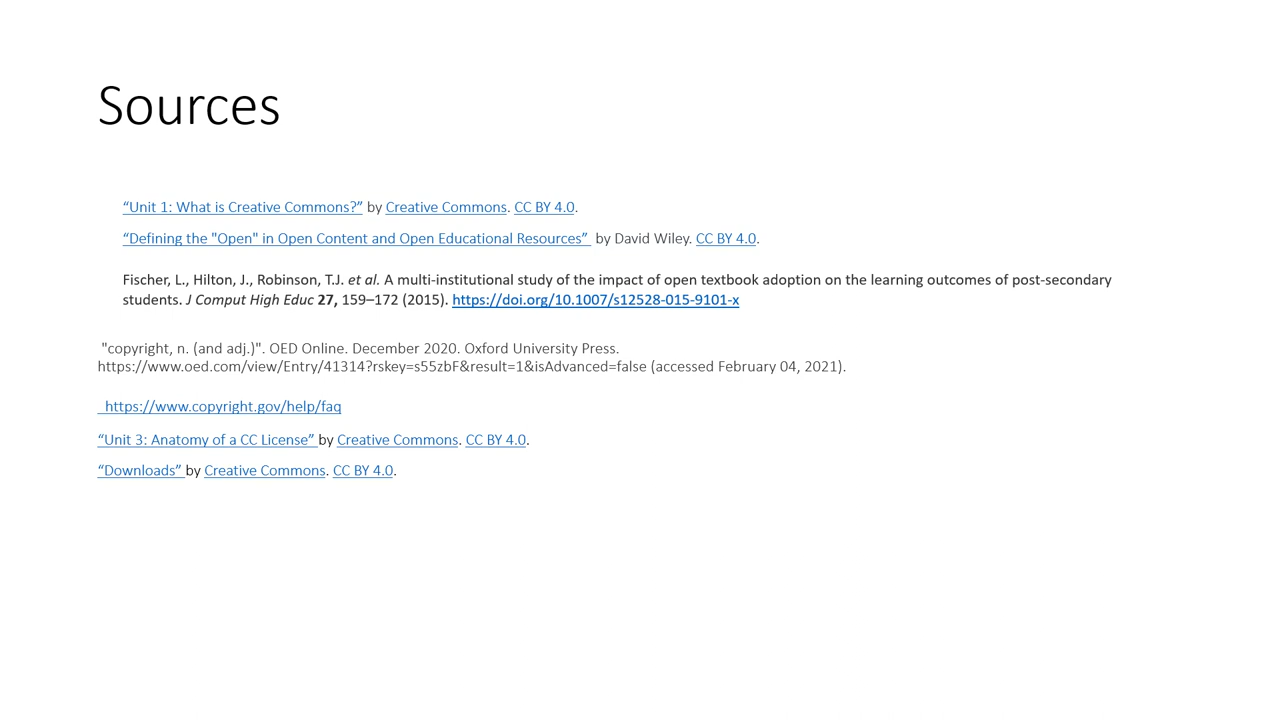 Sources
“Unit 1: What is Creative Commons?” by Creative Commons. CC BY 4.0.
“Defining the "Open" in Open Content and Open Educational Resources” by David Wiley. CC BY 4.0.
Fischer, L., Hilton, J., Robinson, T.J. et al. A multi-institutional study of the impact of open textbook adoption on the learning outcomes of post-secondary
students. J Comput High Educ 27, 159–172 (2015). https://doi.org/10.1007/s12528-015-9101-x
"copyright, n. (and adj.)". OED Online. December 2020. Oxford University Press.
https://www.oed.com/view/Entry/41314?rskey=s55zbF&result=1&isAdvanced=false (accessed February 04, 2021).
https://www.copyright.gov/help/faq
“Unit 3: Anatomy of a CC License” by Creative Commons. CC BY 4.0.
“Downloads” by Creative Commons. CC BY 4.0.